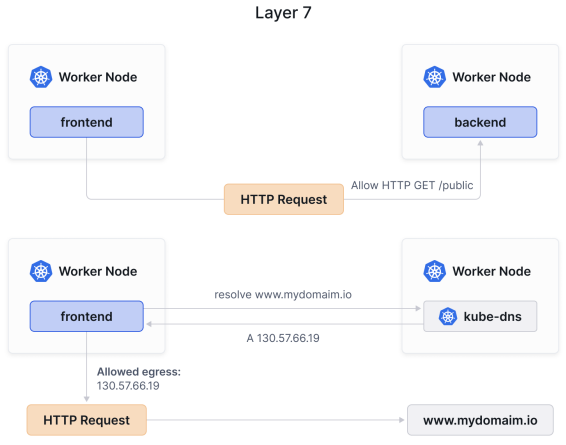 Layer 7
Worker Node
frontend
Worker Node
backend
HTTP Request
Allow HTTP GET /public
Worker Node
frontend
resolve www.mydomaim.io
A 130.57.66.19
Worker Node
kube-dns
Allowed egress:
130.57.66.19
HTTP Request
www.mydomaim.io